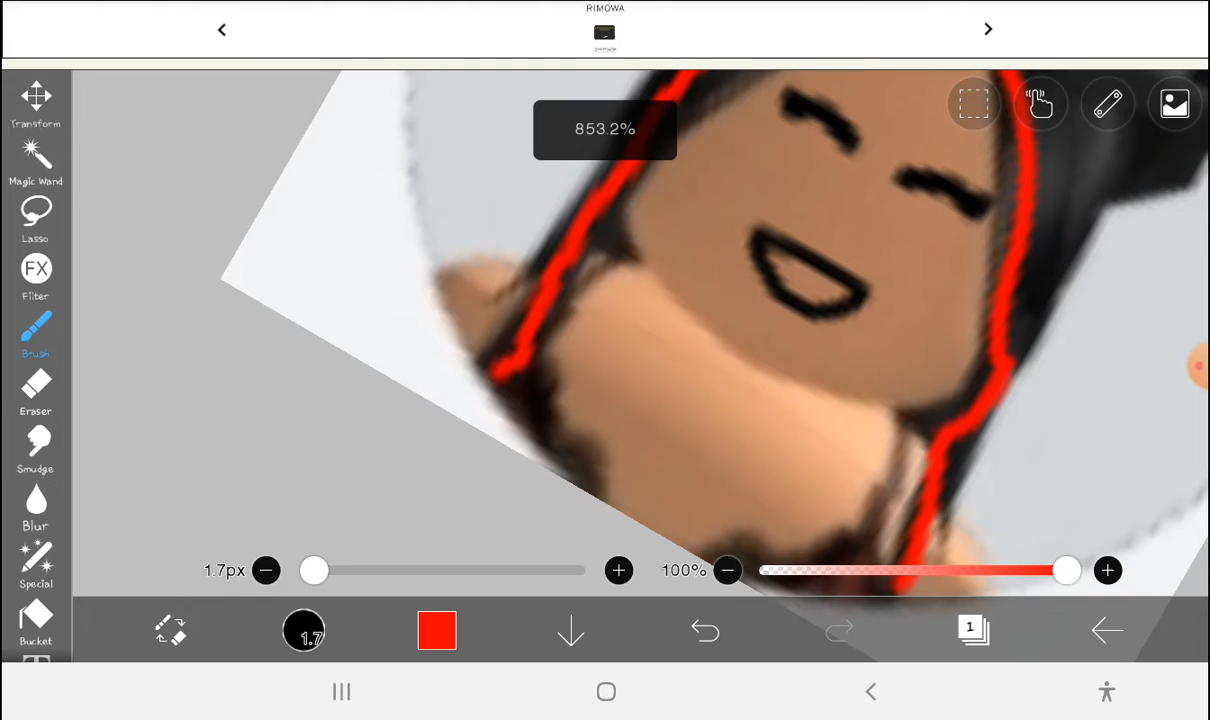 RIMOWA
853.2%
Transform
Magic Wand
Lasso
FX
Filter
Brush
Eraser
Smudge
Blur
Special
Bucket
1.7px
100%
1.7
1